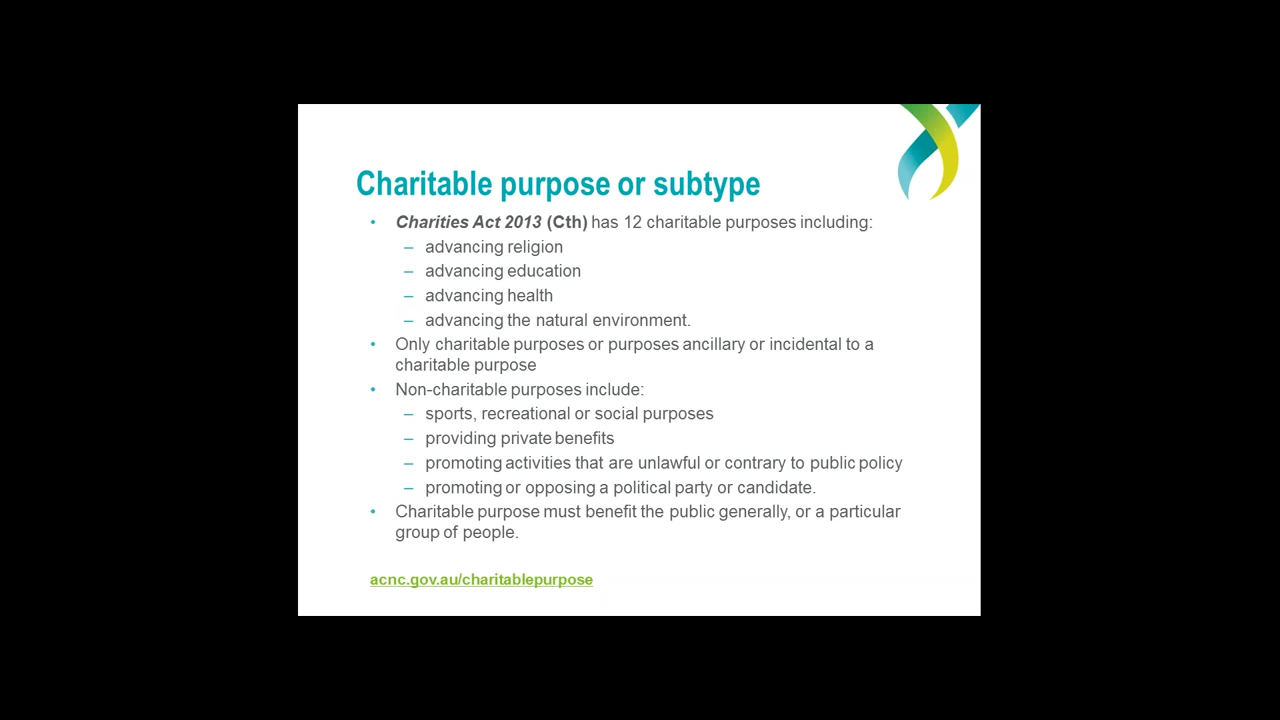 Charitable purpose or subtype
• Charities Act 2013 (Cth) has 12 charitable purposes including:
– advancing religion
– advancing education
– advancing health
– advancing the natural environment.
• Only charitable purposes or purposes ancillary or incidental to a
charitable purpose
• Non-charitable purposes include:
– sports, recreational or social purposes
– providing private benefits
– promoting activities that are unlawful or contrary to public policy
– promoting or opposing a political party or candidate.
• Charitable purpose must benefit the public generally, or a particular
group of people.
acnc.gov.au/charitablepurpose